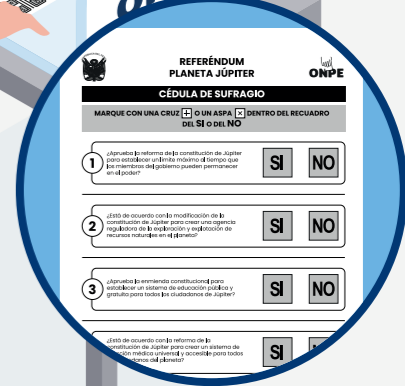 REFERÉNDUM
PLANETA JÚPITER
ONPE
CÉDULA DE SUFRAGIO
MARQUE CON UNA CRUZ + O UN ASPA x DENTRO DEL RECUADRO
DEL SI O DEL NO
1
¿Aprueba la reforma de la constitución de Júpiter
para establecer un límite máximo al tiempo que
los miembros del gobierno pueden permanecer
en el poder?
SI NO
2
¿Está de acuerdo con la modificación de la
constitución de Júpiter para crear una agencia
reguladora de la exploración y explotación de
recursos naturales en el planeta?
SI NO
3
¿Aprueba la enmienda constitucional para
establecer un sistema de educación pública y
gratuita para todos los ciudadanos de Júpiter?
SI NO
¿Está de acuerdo con la reforma de la
constitución de Júpiter para crear un sistema de
médica universal y accesible para todos
del planeta?
SI